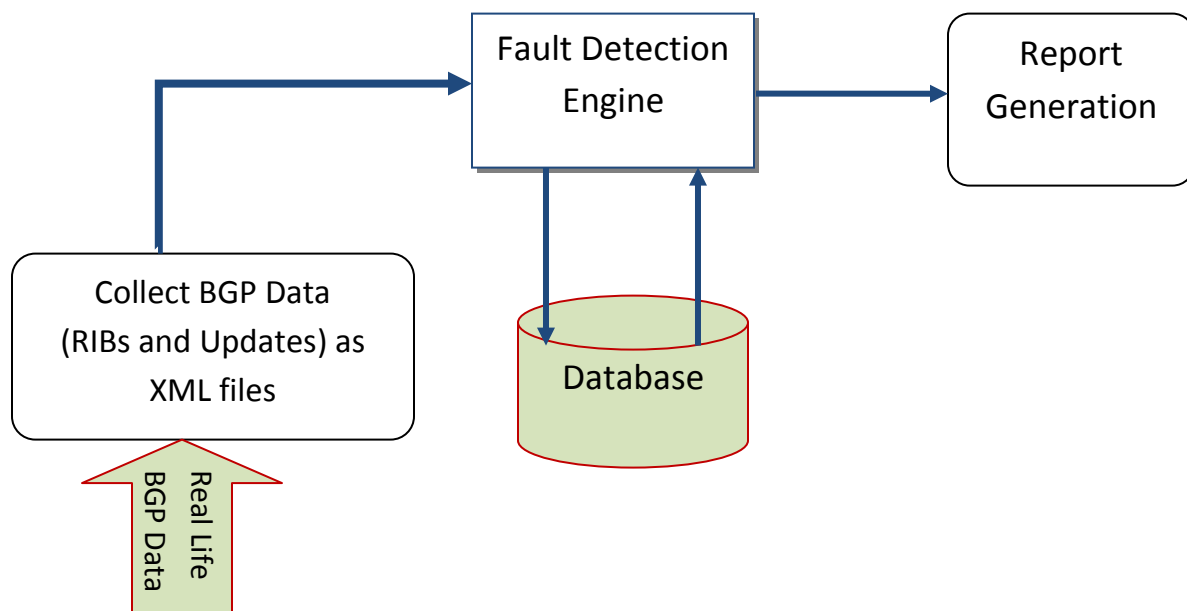 Fault Detection
Engine
Report
Generation
Collect BGP Data
(RIBs and Updates) as
XML files
Database
Real Life
BGP Data